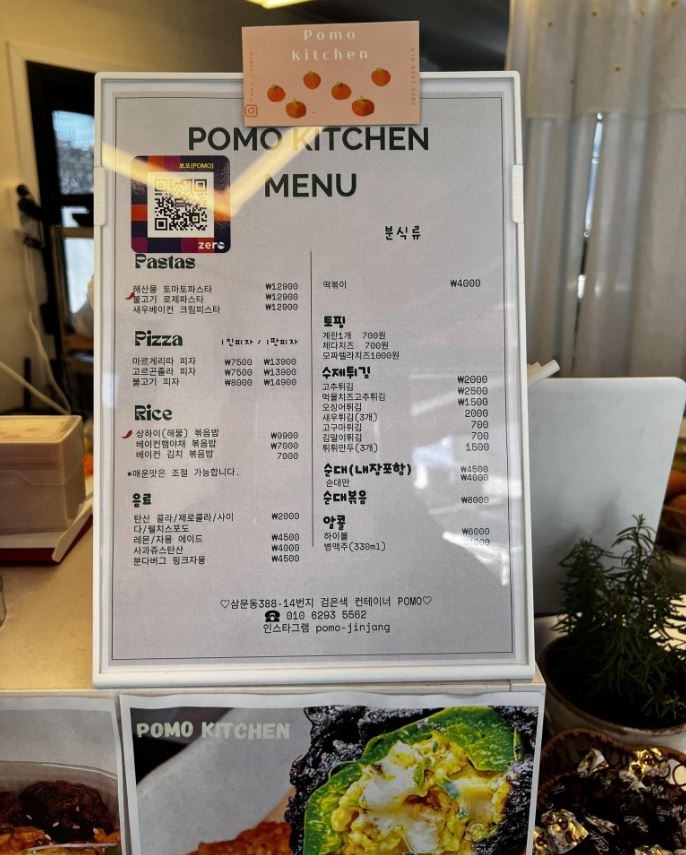 Pomo
Kitchen
POMO KITCHEN
MENU
포모(POMO)
zero
분식류
Pastas
해산물 토마토파스타 ₩12900
불고기 로제파스타 ₩12900
새우베이컨 크림피스타 ₩12900
Pizza 1인피자 / 1판피자
마르게리따 피자 ₩7500 ₩13900
고르곤졸라 피자 ₩7500 ₩13900
불고기 피자 ₩8000 ₩14900
Rice
상하이(해물) 볶음밥 ₩9900
베이컨햄야채 볶음밥 ₩7000
베이컨 김치 볶음밥 7000
*매운맛은 조절 가능합니다.
음료
탄산 콜라/제로콜라/사이 ₩2000
다/웰치스포도
레몬/자몽 에이드 ₩4500
사과쥬스탄산 ₩4000
분다버그 핑크자몽 ₩4500
떡볶이 ₩4000
토핑
계란1개 700원
체다치즈 700원
모짜렐라치즈1000원
수제튀김
고추튀김 ₩2000
먹물치즈고추튀김 ₩2500
오징어튀김 ₩1500
새우튀김(3개) 2000
고구마튀김 700
김말이튀김 700
튀튀만두(3개) 1500
순대(내장포함) ₩4500
순대만 ₩4000
순대볶음 ₩8000
알콜
하이볼 ₩6000
병맥주(330ml)
♡삼문동388-14번지 검은색 컨테이너 POMO♡
☎ 010 6293 5562
인스타그램 pomo-jinjang
POMO KITCHEN